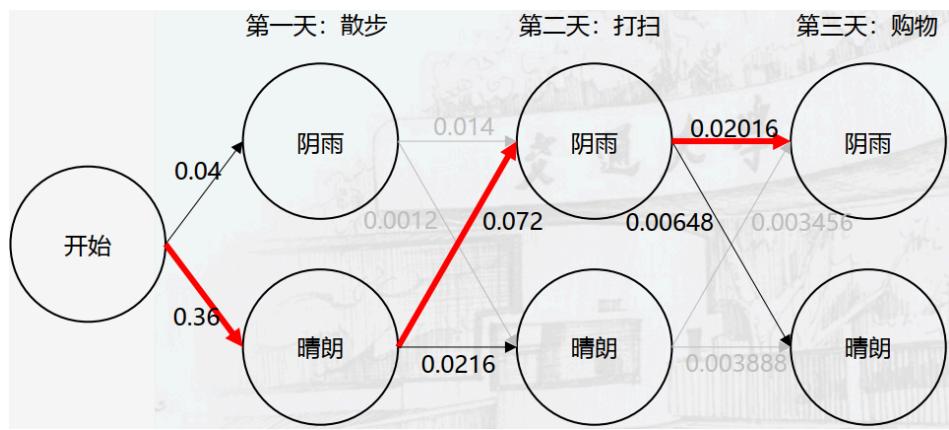 第一天：散步
第二天：打扫
第三天：购物
阴雨
0.014
阴雨
0.02016
阴雨
0.04
开始
0.0012
0.072
0.00648
0.003456
0.36
晴朗
0.0216
晴朗
0.003888
晴朗